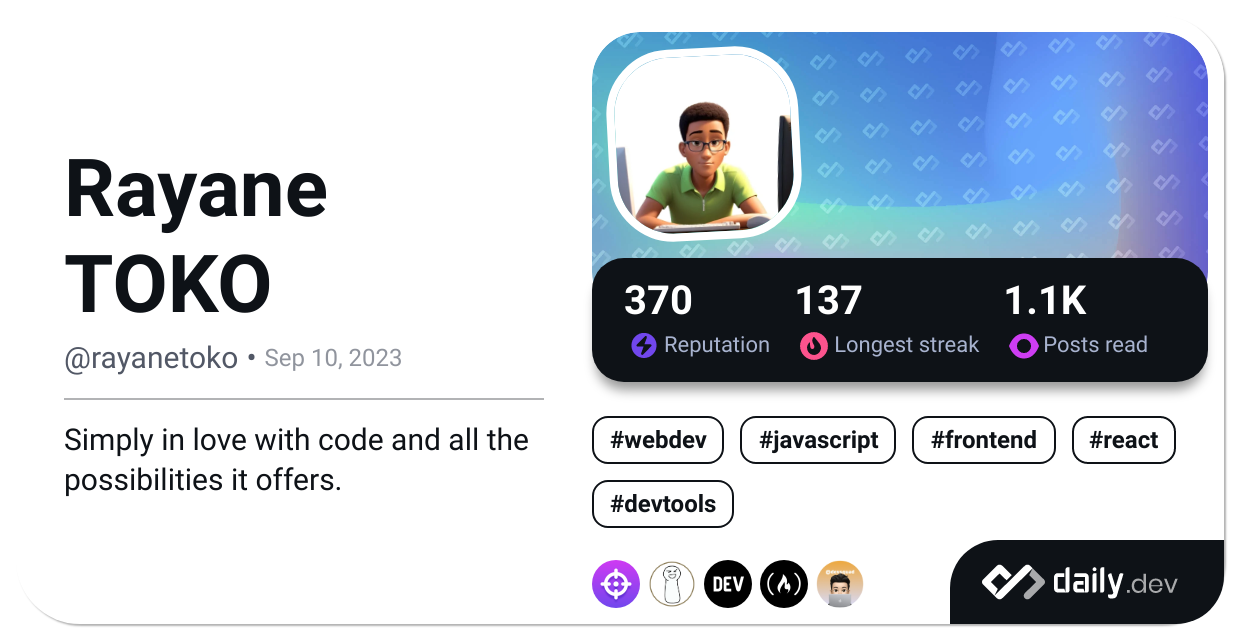 Rayane
TOKO
@rayanetoko • Sep 10, 2023
Simply in love with code and all the
possibilities it offers.
370 137 1.1K
Reputation Longest streak Posts read
#webdev #javascript #frontend #react
#devtools
DEV
daily.dev